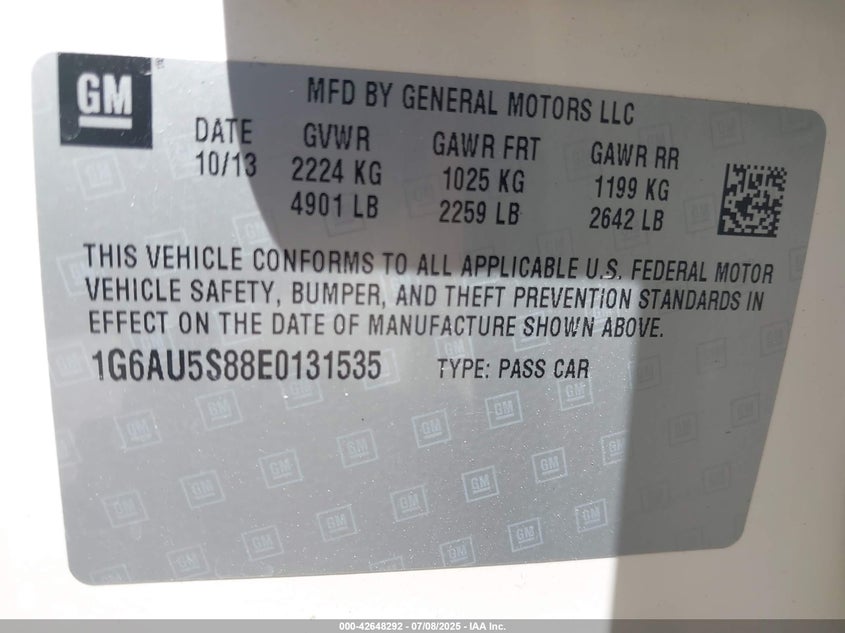 GM
MFD BY GENERAL MOTORS LLC
DATE GVWR GAWR FRT GAWR RR
10/13 2224 KG 1025 KG 1199 KG
4901 LB 2259 LB 2642 LB
THIS VEHICLE CONFORMS TO ALL APPLICABLE U.S. FEDERAL MOTOR
VEHICLE SAFETY, BUMPER, AND THEFT PREVENTION STANDARDS IN
EFFECT ON THE DATE OF MANUFACTURE SHOWN ABOVE.
1G6AU5S88E0131535 TYPE: PASS CAR
000-42648292 - 07/08/2025 - IAA Inc.